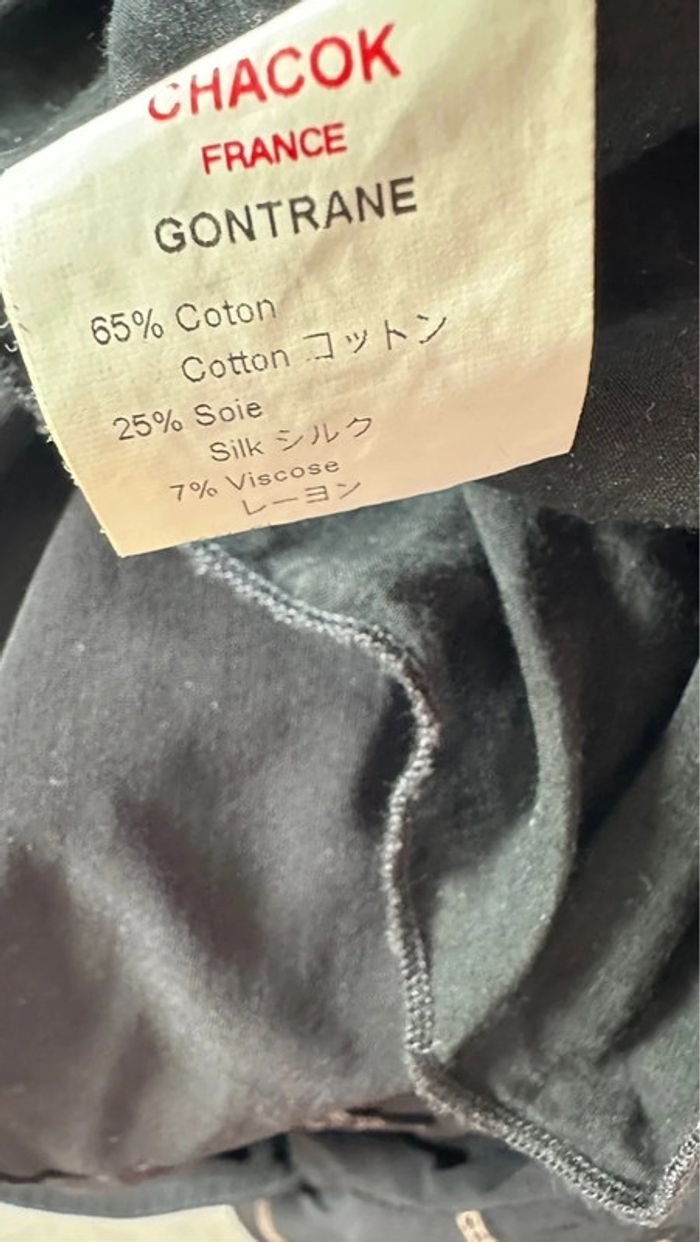 CHACOK
FRANCE
GONTRANE
65% Coton
Cotton コットン
25% Soie
Silk シルク
7% Viscose
レーヨン